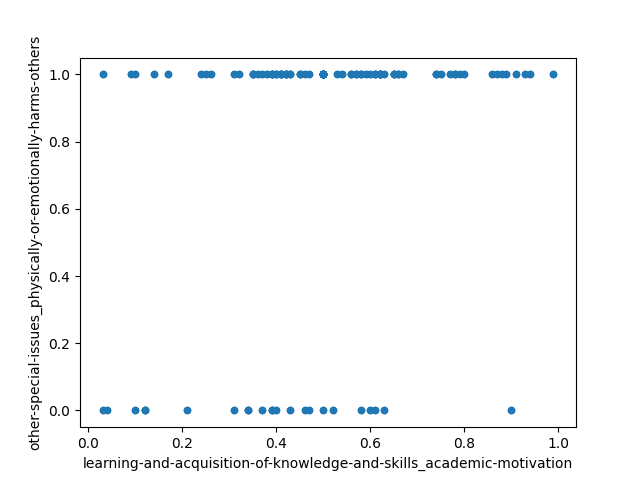 other-special-issues_physically-or-emotionally-harms-others
1.0
0.8
0.6
0.4
0.2
0.0
0.0 0.2 0.4 0.6 0.8 1.0
learning-and-acquisition-of-knowledge-and-skills_academic-motivation